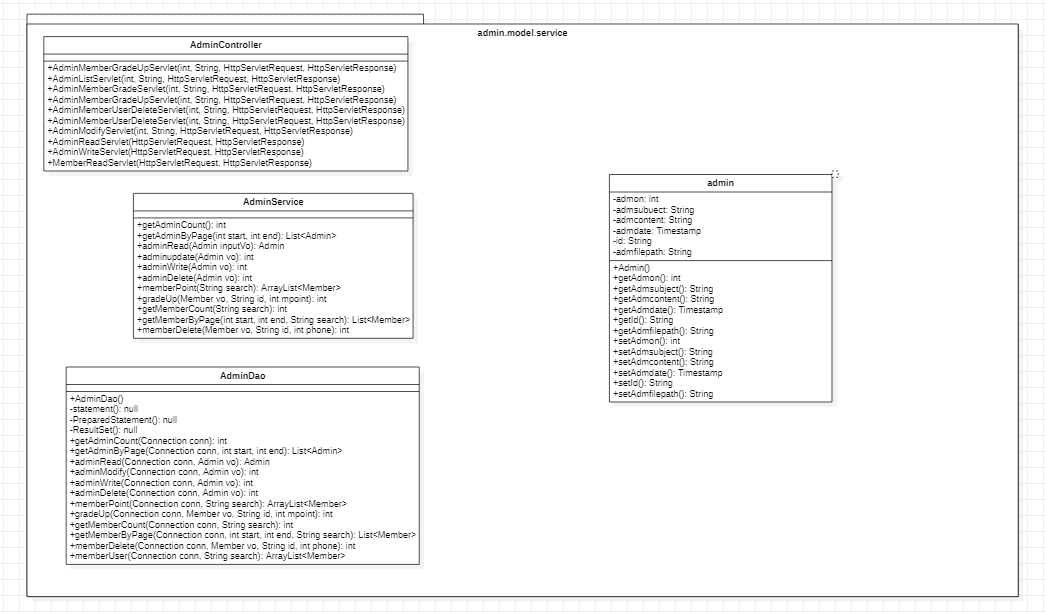 admin.model.service
AdminController
+AdminMemberGradeUpServlet(int, String, HttpServletRequest, HttpServletResponse)
+AdminListServlet(int, String, HttpServletRequest, HttpServletResponse)
+AdminMemberGradeServlet(int, String, HttpServletRequest, HttpServletResponse)
+AdminMemberGradeUpServlet(int, String, HttpServletRequest, HttpServletResponse)
+AdminMemberUserDeleteServlet(int, String, HttpServletRequest, HttpServletResponse)
+AdminMemberUserDeleteServlet(int, String, HttpServletRequest, HttpServletResponse)
+AdminModifyServlet(int, String, HttpServletRequest, HttpServletResponse)
+AdminReadServlet(HttpServletRequest, HttpServletResponse)
+AdminWriteServlet(HttpServletRequest, HttpServletResponse)
+MemberReadServlet(HttpServletRequest, HttpServletResponse)
AdminService
+getAdminCount(): int
+getAdminByPage(int start, int end): List<Admin>
+adminRead(Admin inputVo): Admin
+adminupdate(Admin vo): int
+adminWrite(Admin vo): int
+adminDelete(Admin vo): int
+memberPoint(String search): ArrayList<Member>
+gradeUp(Member vo, String id, int mpoint): int
+getMemberCount(String search): int
+getMemberByPage(int start, int end, String search): List<Member>
+memberDelete(Member vo, String id, int phone): int
AdminDao
+AdminDao()
-statement(): null
-PreparedStatement(): null
-ResultSet(): null
+getAdminCount(Connection conn): int
+getAdminByPage(Connection conn, int start, int end): List<Admin>
+adminRead(Connection conn, Admin vo): Admin
+adminModify(Connection conn, Admin vo): int
+adminWrite(Connection conn, Admin vo): int
+adminDelete(Connection conn, Admin vo): int
+memberPoint(Connection conn, String search): ArrayList<Member>
+gradeUp(Connection conn, Member vo, String id, int mpoint): int
+getMemberCount(Connection conn, String search): int
+getMemberByPage(Connection conn, int start, int end, String search): List<Member>
+memberDelete(Connection conn, Member vo, String id, int phone): int
+memberUser(Connection conn, String search): ArrayList<Member>
admin
-admon: int
-admsubuect: String
-admcontent: String
-admdate: Timestamp
-id: String
-admfilepath: String
+Admin()
+getAdmon(): int
+getAdmsubject(): String
+getAdmcontent(): String
+getAdmdate(): Timestamp
+getId(): String
+getAdmfilepath(): String
+setAdmon(): int
+setAdmsubject(): String
+setAdmcontent(): String
+setAdmdate(): Timestamp
+setId(): String
+setAdmfilepath(): String